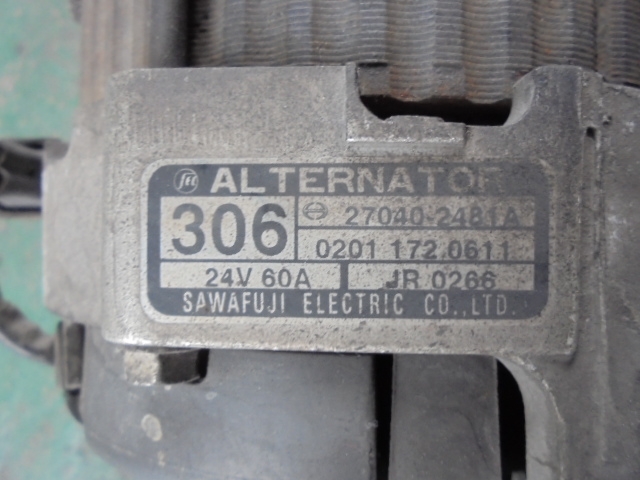 ALTERNATOR
306
27040-2481A
0201 172 0611
24V 60A
JR 0266
SAWAFUJI ELECTRIC CO.,LTD.